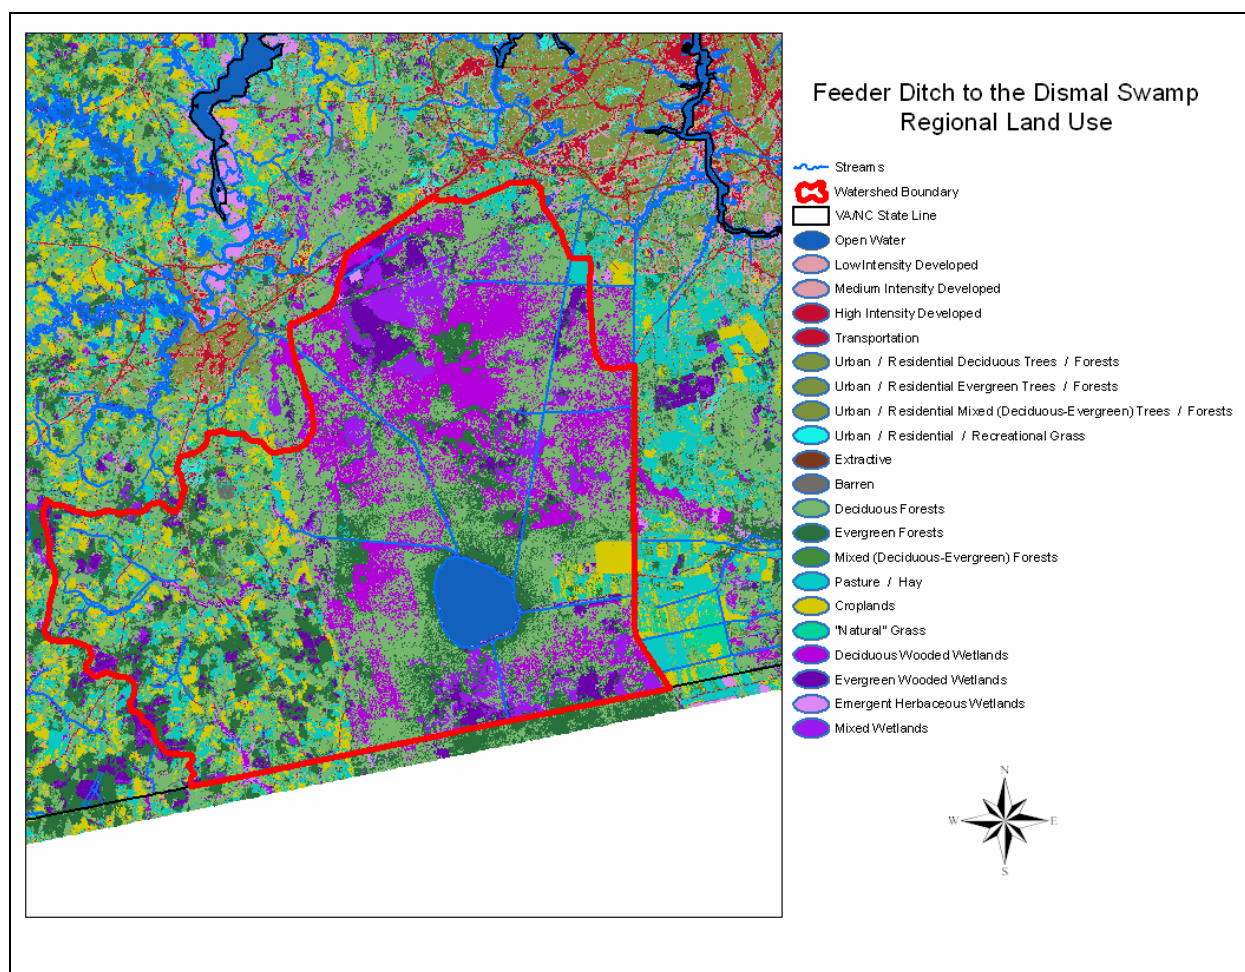 Feeder Ditch to the Dismal Swamp
Regional Land Use
Streams
Watershed Boundary
VA/NC State Line
Open Water
Low Intensity Developed
Medium Intensity Developed
High Intensity Developed
Transportation
Urban / Residential Deciduous Trees / Forests
Urban / Residential Evergreen Trees / Forests
Urban / Residential Mixed (Deciduous-Evergreen) Trees / Forests
Urban / Residential / Recreational Grass
Extractive
Barren
Deciduous Forests
Evergreen Forests
Mixed (Deciduous-Evergreen) Forests
Pasture / Hay
Croplands
"Natural" Grass
Deciduous Wooded Wetlands
Evergreen Wooded Wetlands
Emergent Herbaceous Wetlands
Mixed Wetlands
N
W E
S